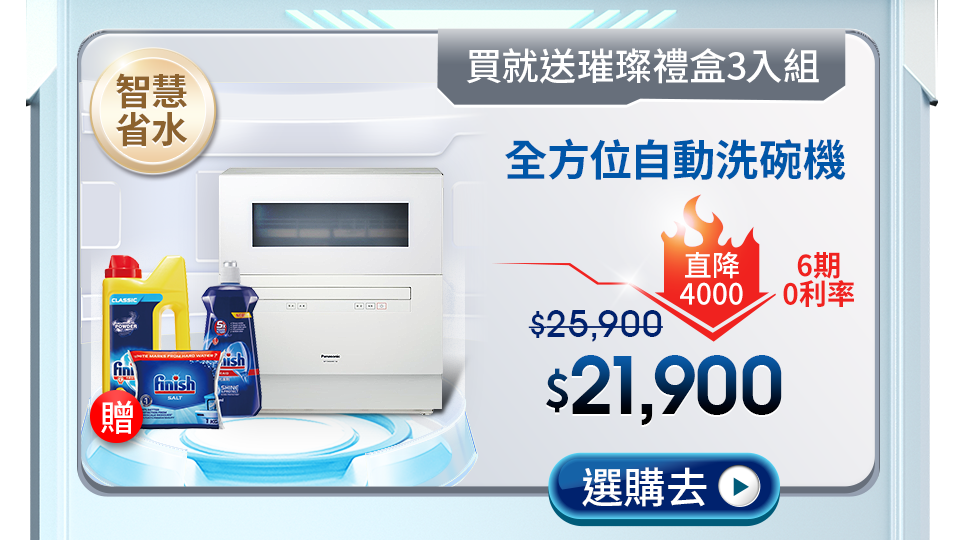 買就送璀璨禮盒3入組
智慧
省水
全方位自動洗碗機
直降
4000
6期
0利率
$25,900
$21,900
CLASSIC
POWDER
finish
SALT
Panasonic
贈
選購去